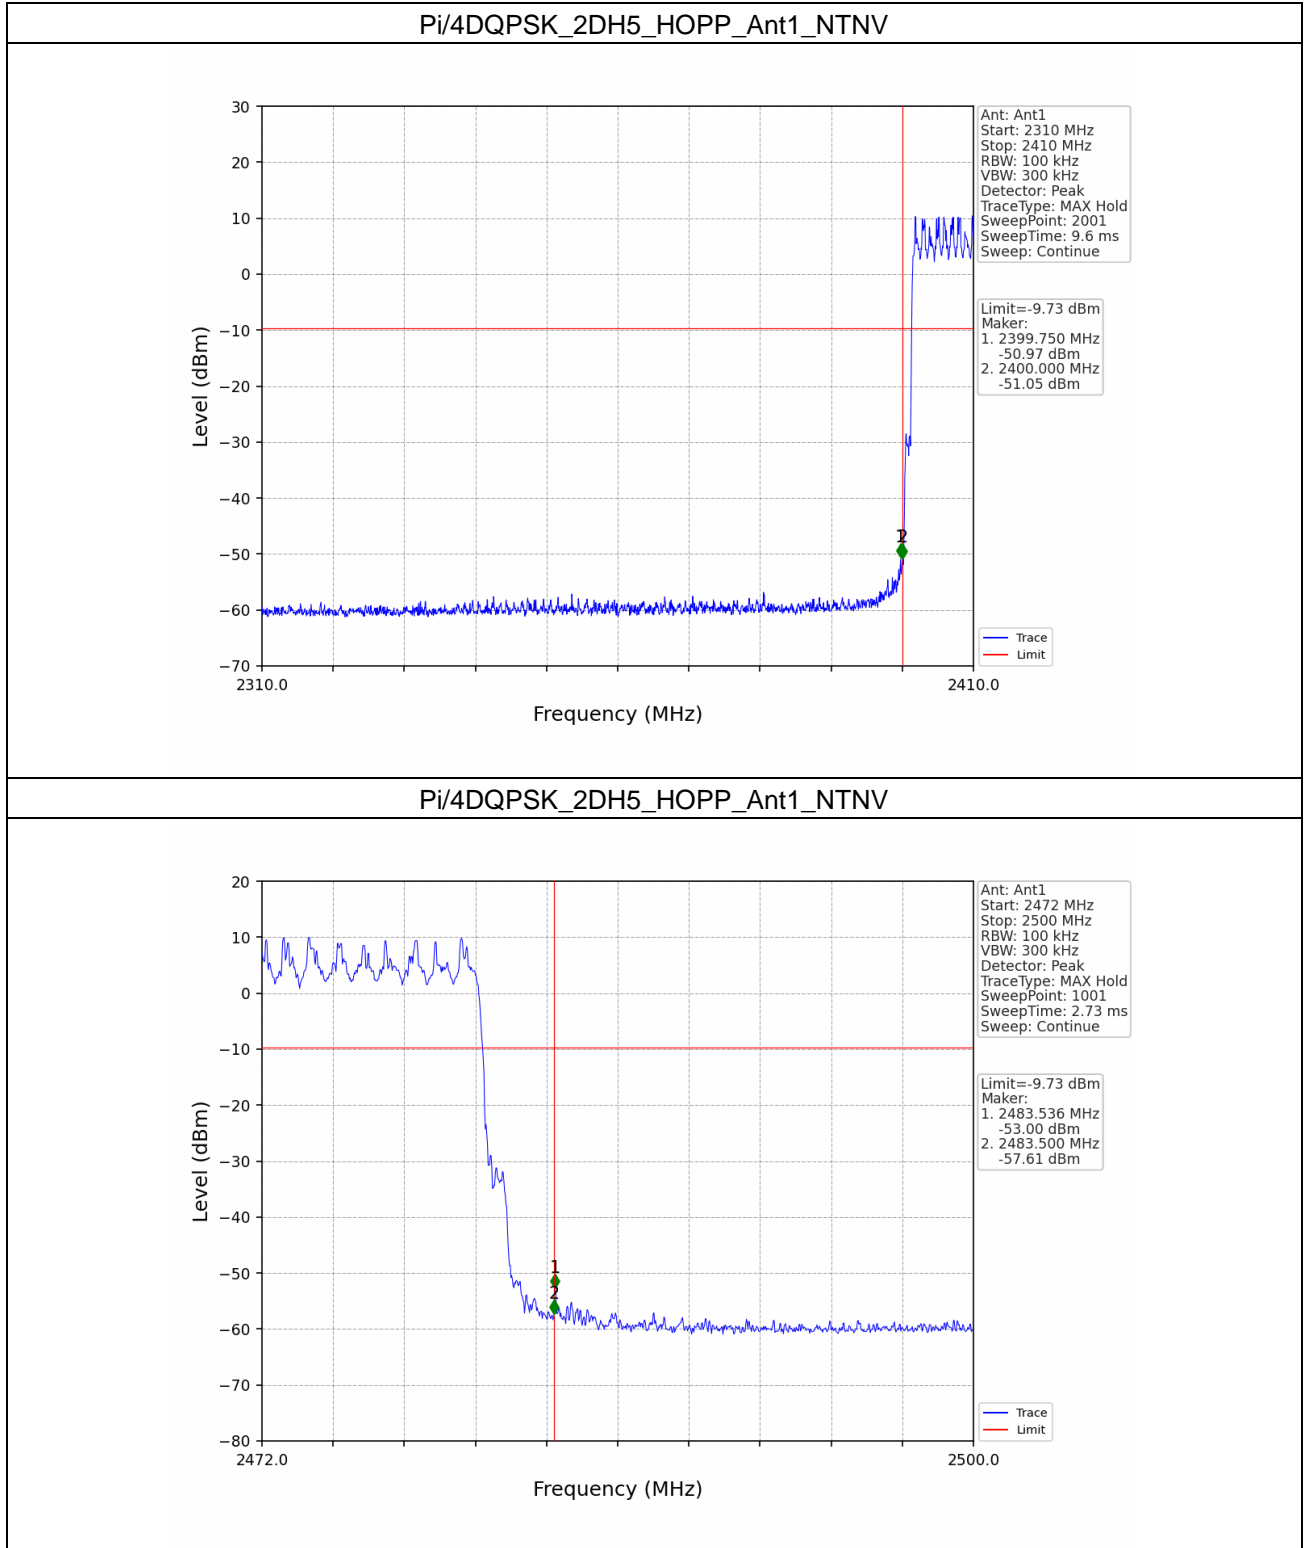 Pi/4DQPSK_2DH5_HOPP_Ant1_NTNV
30
20
10
0
−10
−20
−30
−40
−50
−60
−70
Level (dBm)
2310.0
2410.0
Frequency (MHz)
1
2
Ant: Ant1
Start: 2310 MHz
Stop: 2410 MHz
RBW: 100 kHz
VBW: 300 kHz
Detector: Peak
TraceType: MAX Hold
SweepPoint: 2001
SweepTime: 9.6 ms
Sweep: Continue
Limit=-9.73 dBm
Maker:
1. 2399.750 MHz
-50.97 dBm
2. 2400.000 MHz
-51.05 dBm
Trace
Limit
Pi/4DQPSK_2DH5_HOPP_Ant1_NTNV
20
10
0
−10
−20
−30
−40
−50
−60
−70
−80
Level (dBm)
2472.0
2500.0
Frequency (MHz)
1
2
Ant: Ant1
Start: 2472 MHz
Stop: 2500 MHz
RBW: 100 kHz
VBW: 300 kHz
Detector: Peak
TraceType: MAX Hold
SweepPoint: 1001
SweepTime: 2.73 ms
Sweep: Continue
Limit=-9.73 dBm
Maker:
1. 2483.536 MHz
-53.00 dBm
2. 2483.500 MHz
-57.61 dBm
Trace
Limit